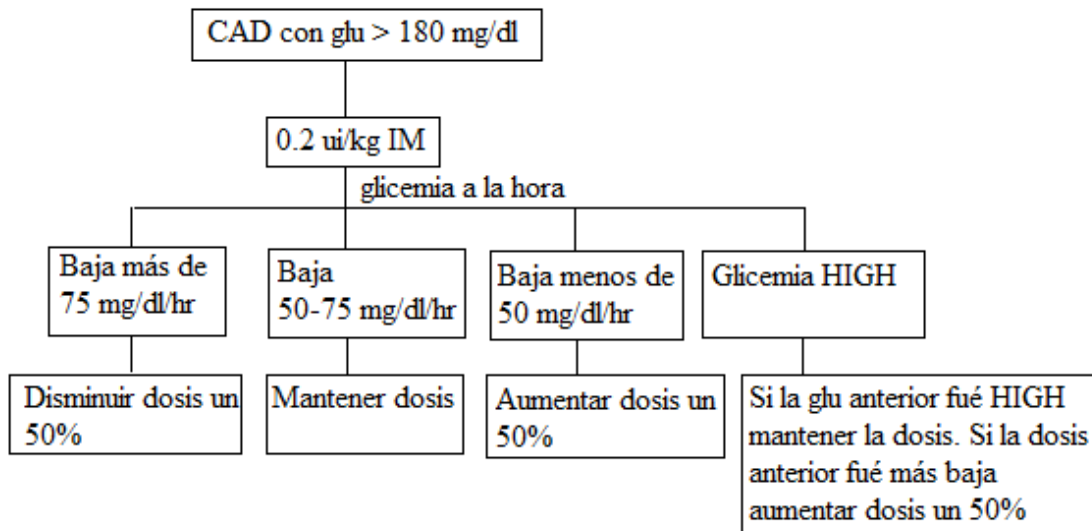 CAD con glu > 180 mg/dl
0.2 ui/kg IM
glicemia a la hora
Baja más de
75 mg/dl/hr
Baja
50-75 mg/dl/hr
Baja menos de
50 mg/dl/hr
Glicemia HIGH
Disminuir dosis un
50%
Mantener dosis
Aumentar dosis un
50%
Si la glu anterior fué HIGH
mantener la dosis. Si la dosis
anterior fué más baja
aumentar dosis un 50%